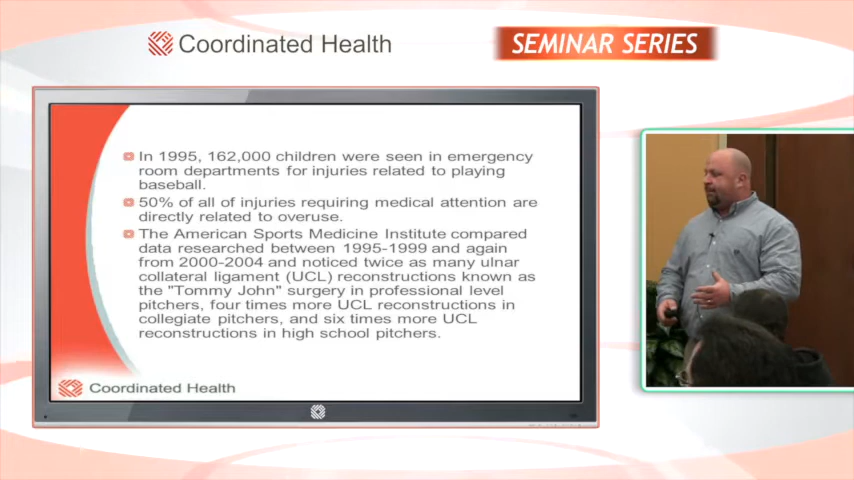 Coordinated Health
SEMINAR SERIES
In 1995, 162,000 children were seen in emergency
room departments for injuries related to playing
baseball.
50% of all of injuries requiring medical attention are
directly related to overuse.
The American Sports Medicine Institute compared
data researched between 1995-1999 and again
from 2000-2004 and noticed twice as many ulnar
collateral ligament (UCL) reconstructions known as
the "Tommy John" surgery in professional level
pitchers, four times more UCL reconstructions in
collegiate pitchers, and six times more UCL
reconstructions in high school pitchers.
Coordinated Health